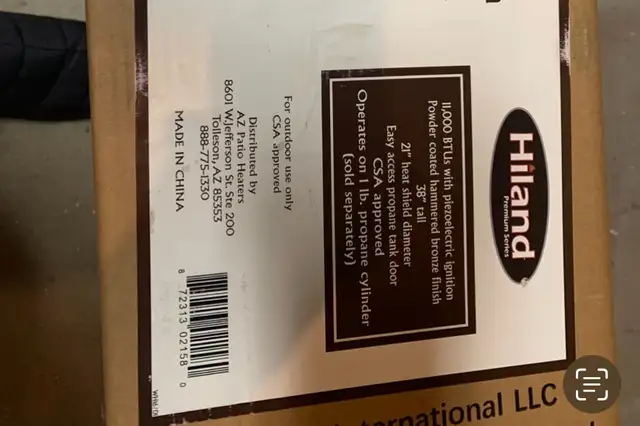 Hiland®
Premium Series
11,000 BTUs with piezoelectric ignition
Powder coated hammered bronze finish
38" tall
21" heat shield diameter
Easy access propane tank door
CSA approved
Operates on 1 lb. propane cylinder
(sold separately)
For outdoor use only
CSA approved
Distributed by
AZ Patio Heaters
8601 W.Jefferson St. Ste 200
Tolleson, AZ 85353
888-775-1330
MADE IN CHINA
8 72313 02158 0
International LLC